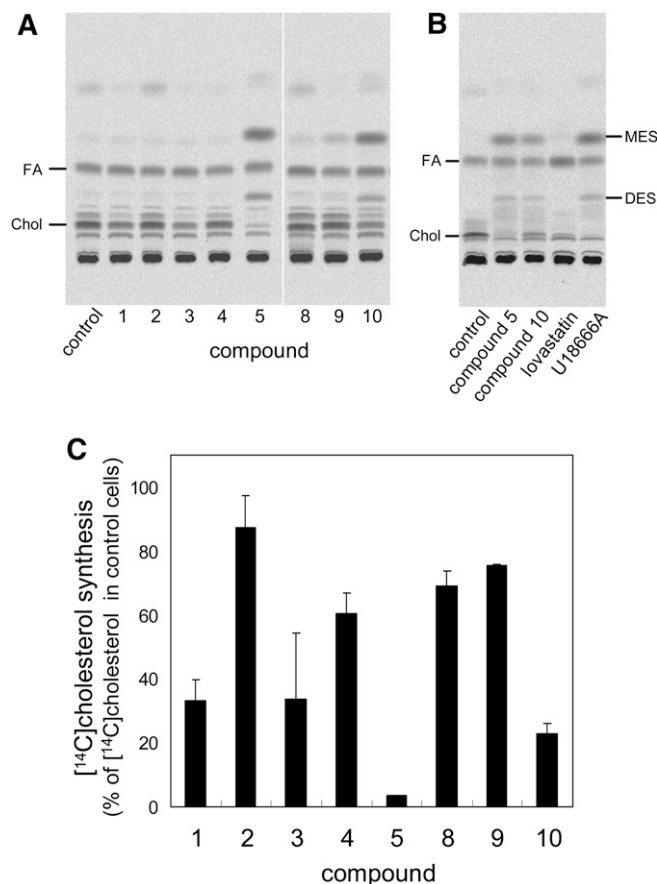 A
FA
Chol
control 1 2 3 4 5 8 9 10
compound
B
MES
FA
DES
Chol
control
compound 5
compound 10
lovastatin
U18666A
C
[¹⁴C]cholesterol synthesis
(% of [¹⁴C]cholesterol in control cells)
100
80
60
40
20
0
1 2 3 4 5 8 9 10
compound